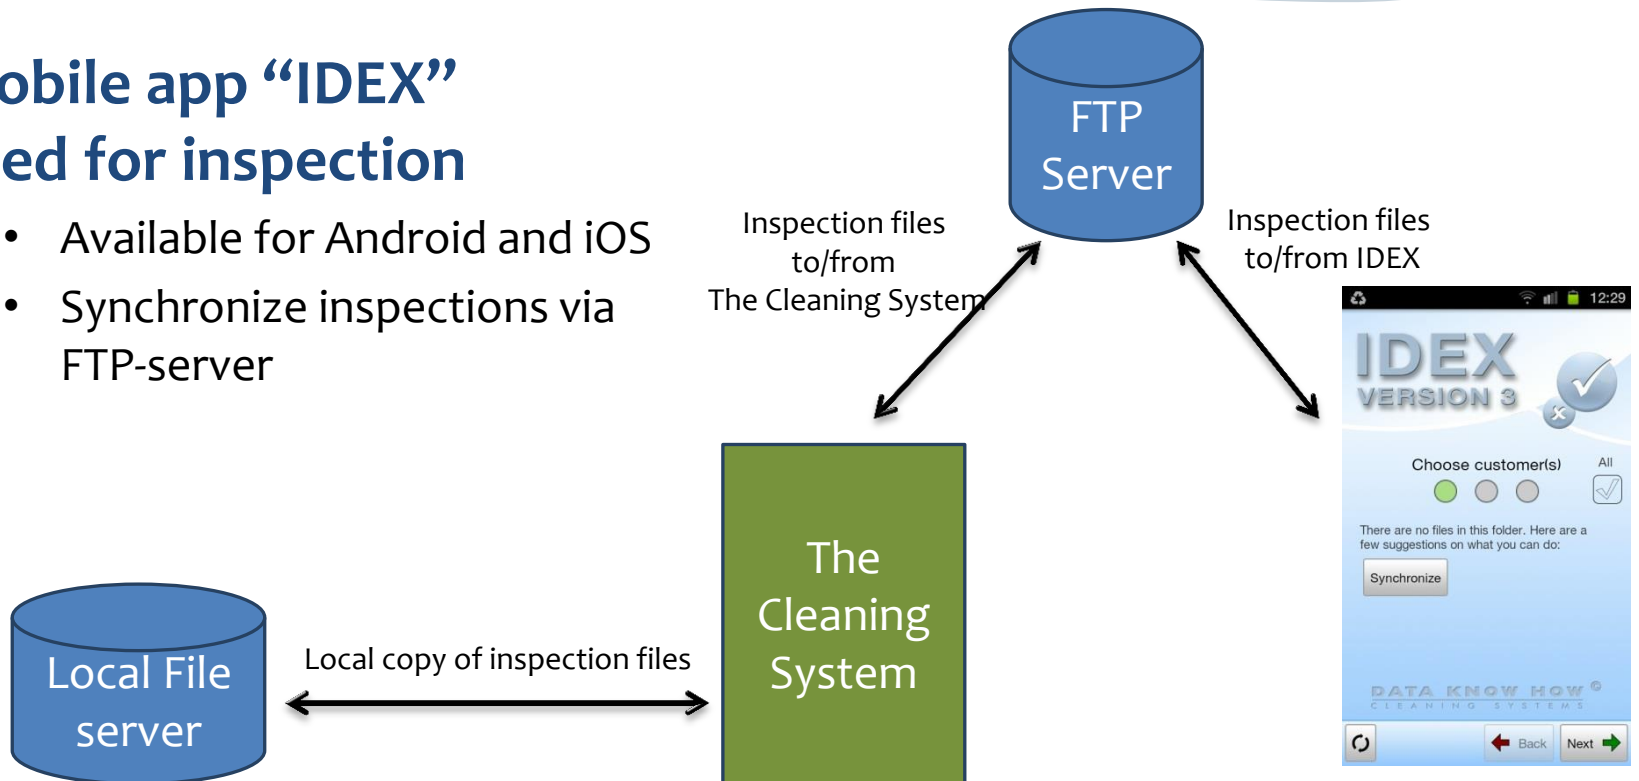 obile app “IDEX”
ed for inspection
• Available for Android and iOS
• Synchronize inspections via
FTP-server
FTP
Server
Inspection files
to/from
The Cleaning System
Inspection files
to/from IDEX
12:29
IDEX
VERSION 3
Choose customer(s)
All
There are no files in this folder. Here are a
few suggestions on what you can do:
Synchronize
DATA KNOW HOW ©
CLEANING SYSTEMS
Back
Next
The
Cleaning
System
Local copy of inspection files
Local File
server